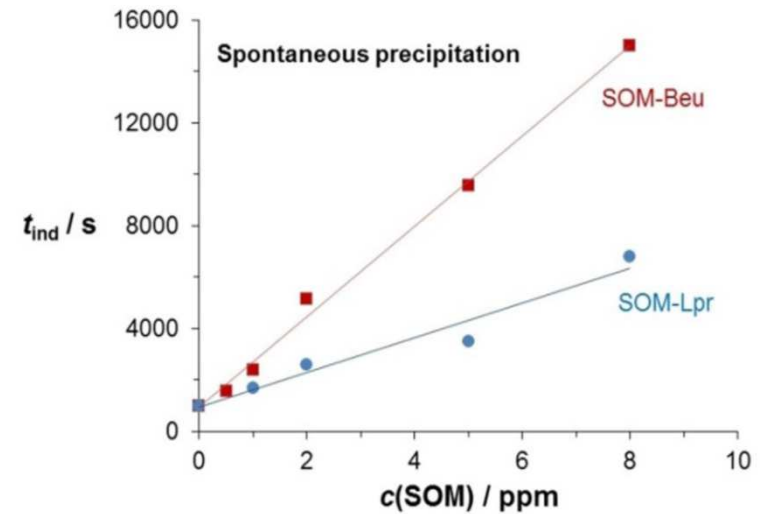 16000
Spontaneous precipitation
SOM-Beu
12000
t_ind / s
8000
SOM-Lpr
4000
0
0 2 4 6 8 10
c(SOM) / ppm